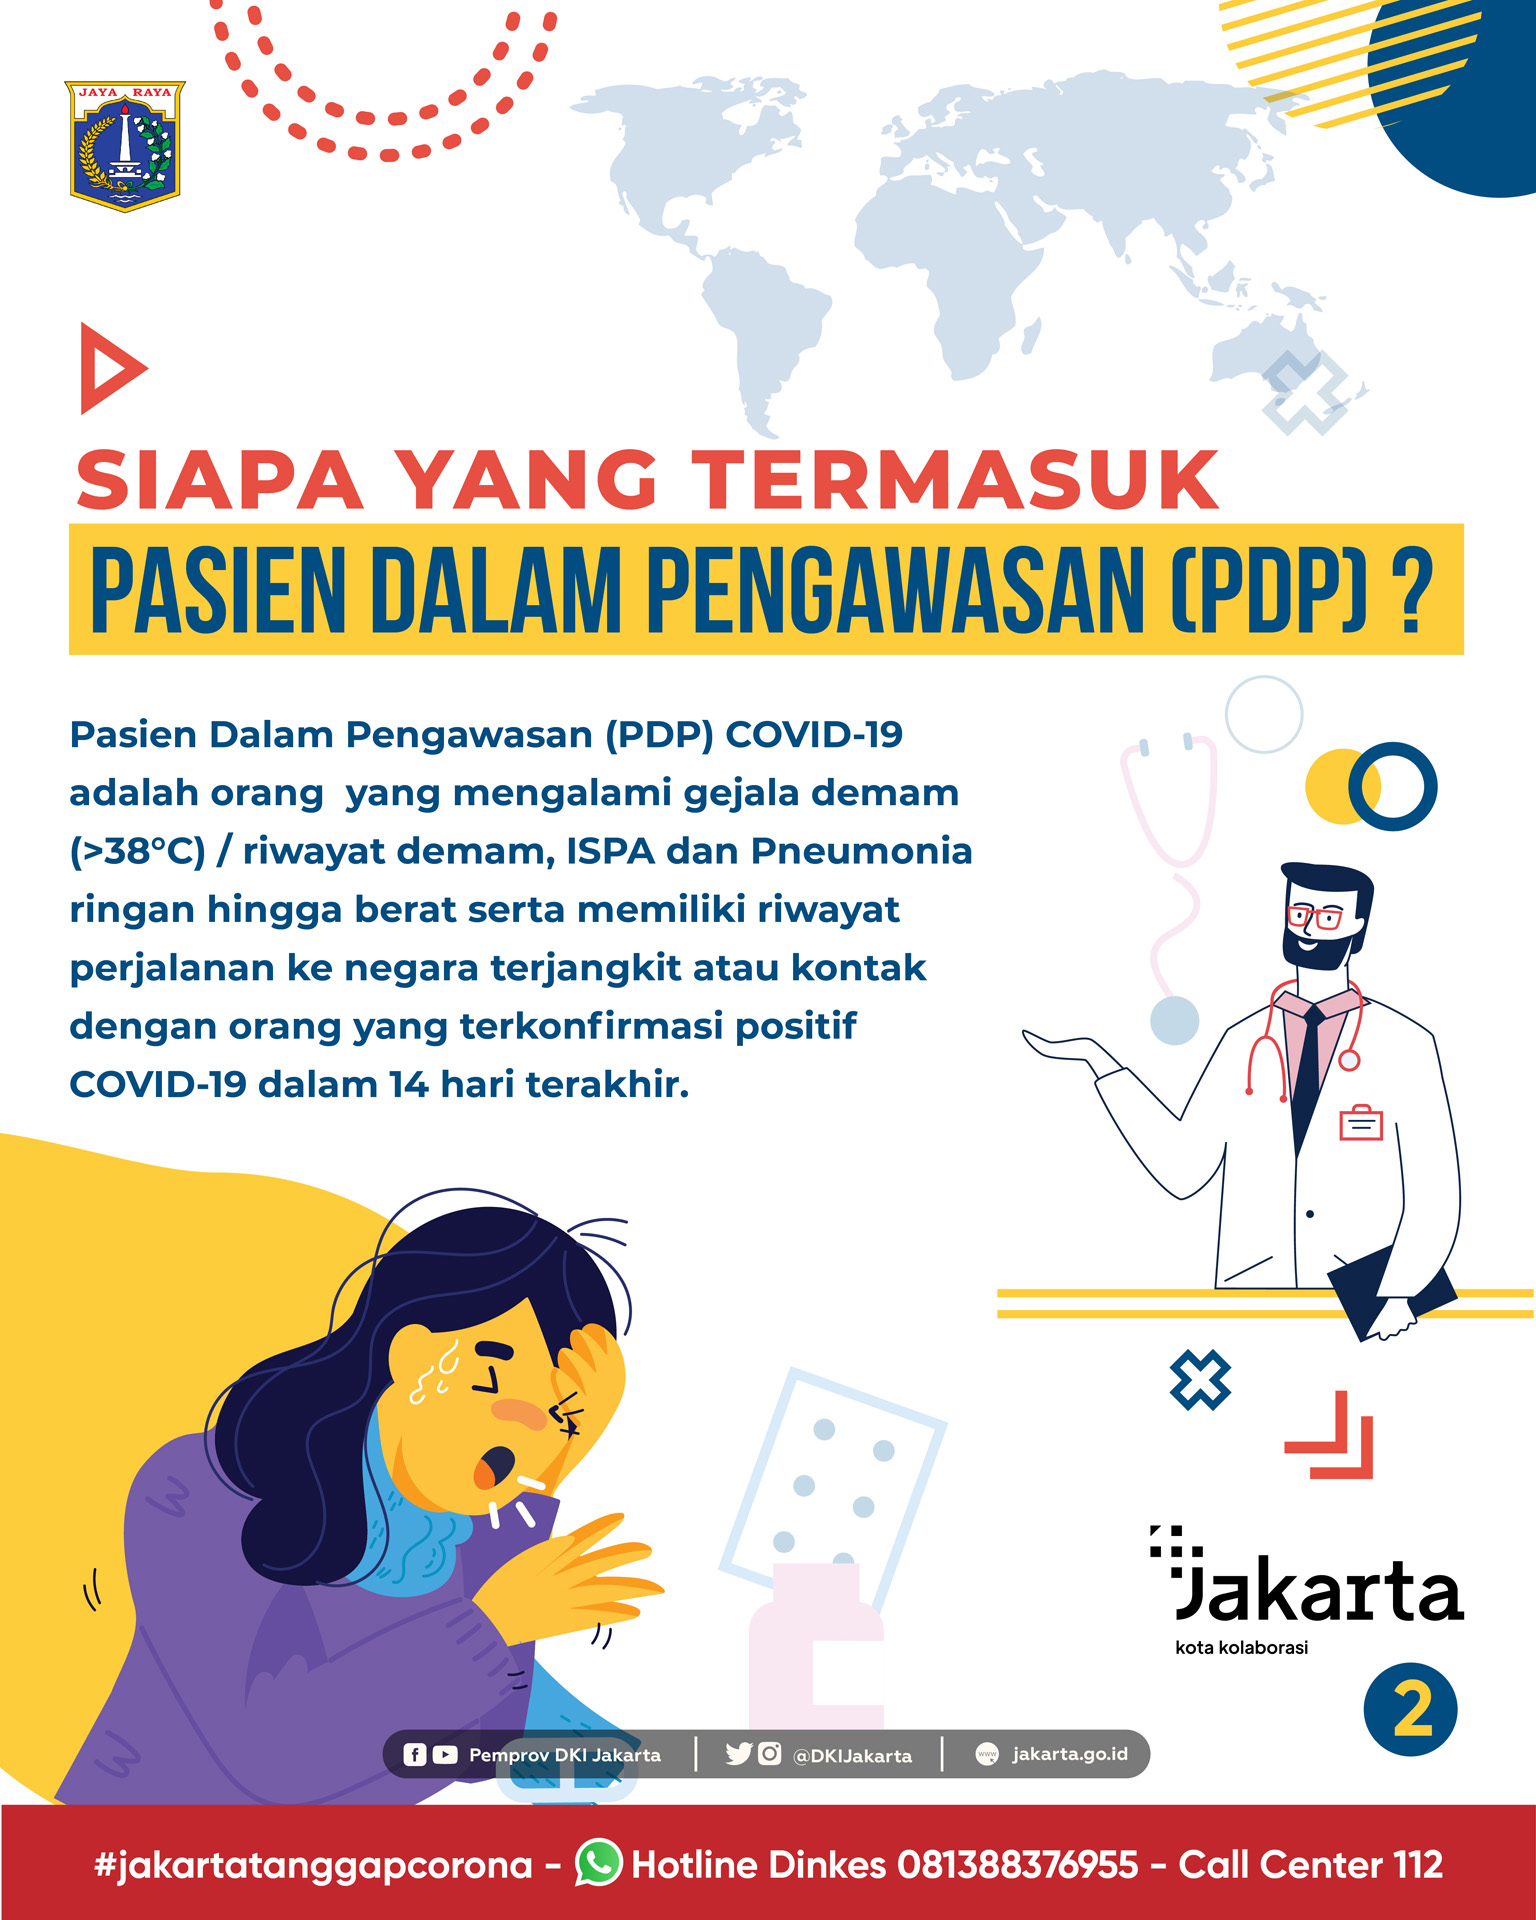 JAYA RAYA
SIAPA YANG TERMASUK
PASIEN DALAM PENGAWASAN (PDP) ?
Pasien Dalam Pengawasan (PDP) COVID-19
adalah orang yang mengalami gejala demam
(>38°C) / riwayat demam, ISPA dan Pneumonia
ringan hingga berat serta memiliki riwayat
perjalanan ke negara terjangkit atau kontak
dengan orang yang terkonfirmasi positif
COVID-19 dalam 14 hari terakhir.
Jakarta
kota kolaborasi
2
Pemprov DKI Jakarta | @DKIJakarta | www jakarta.go.id
#jakartatanggapcorona - Hotline Dinkes 081388376955 - Call Center 112